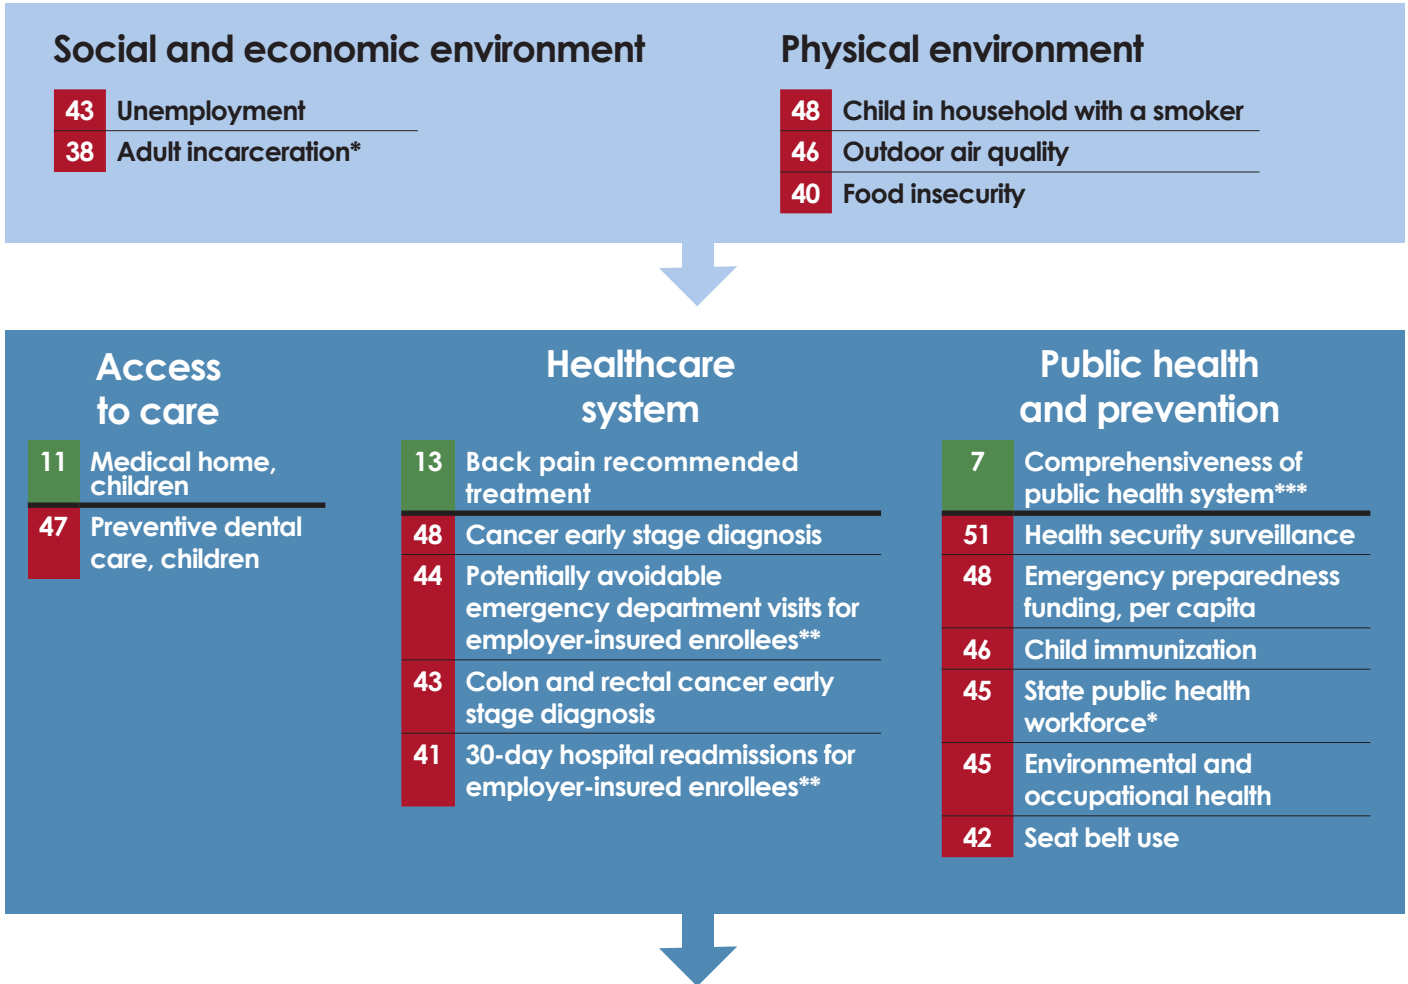 Social and economic environment
43 Unemployment
38 Adult incarceration*
Physical environment
48 Child in household with a smoker
46 Outdoor air quality
40 Food insecurity
Access
to care
11 Medical home,
children
47 Preventive dental
care, children
Healthcare
system
13 Back pain recommended
treatment
48 Cancer early stage diagnosis
44 Potentially avoidable
emergency department visits for
employer-insured enrollees**
43 Colon and rectal cancer early
stage diagnosis
41 30-day hospital readmissions for
employer-insured enrollees**
Public health
and prevention
7 Comprehensiveness of
public health system***
51 Health security surveillance
48 Emergency preparedness
funding, per capita
46 Child immunization
45 State public health
workforce*
45 Environmental and
occupational health
42 Seat belt use